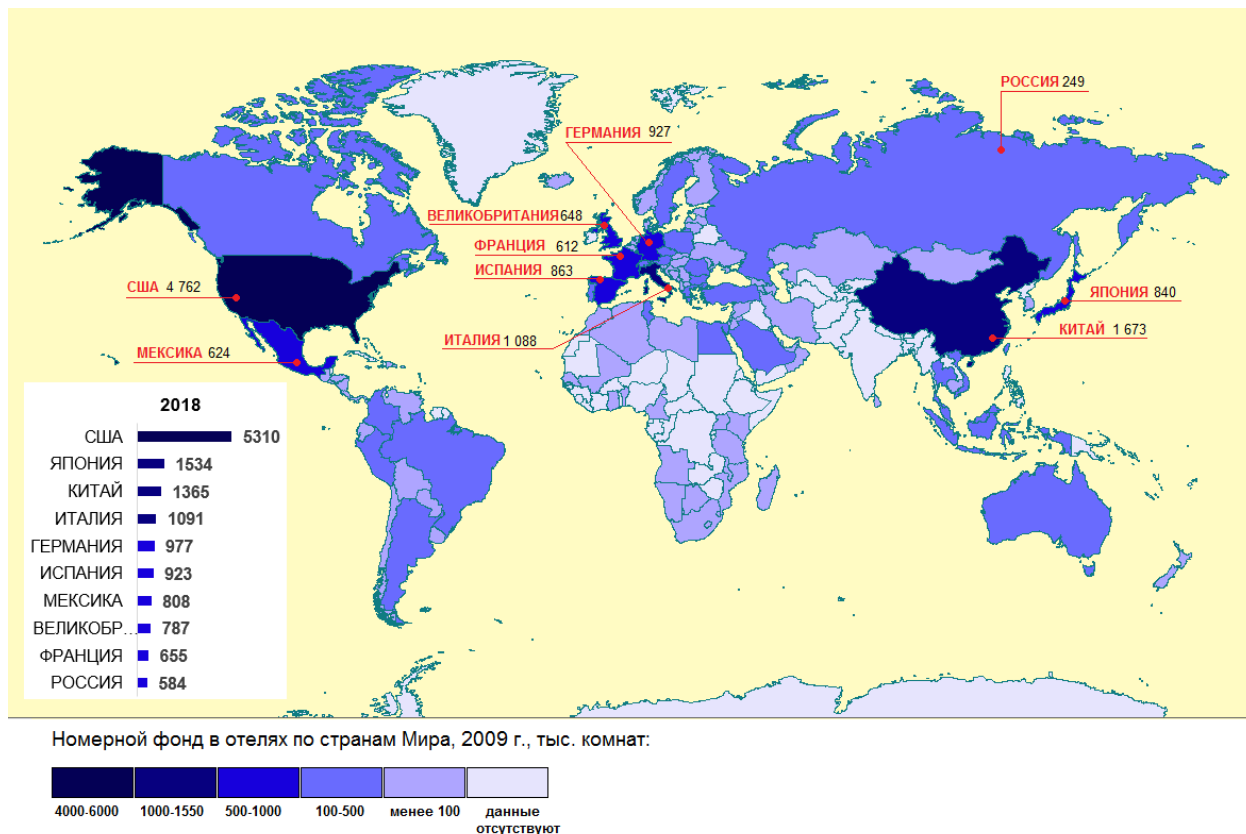 РОССИЯ 249
ГЕРМАНИЯ 927
ВЕЛИКОБРИТАНИЯ 648
ФРАНЦИЯ 612
ИСПАНИЯ 863
США 4 762
ЯПОНИЯ 840
КИТАЙ 1 673
ИТАЛИЯ 1 088
МЕКСИКА 624
2018
США 5310
ЯПОНИЯ 1534
КИТАЙ 1365
ИТАЛИЯ 1091
ГЕРМАНИЯ 977
ИСПАНИЯ 923
МЕКСИКА 808
ВЕЛИКОБР... 787
ФРАНЦИЯ 655
РОССИЯ 584
Номерной фонд в отелях по странам Мира, 2009 г., тыс. комнат:
4000-6000 1000-1550 500-1000 100-500 менее 100 данные
отсутствуют